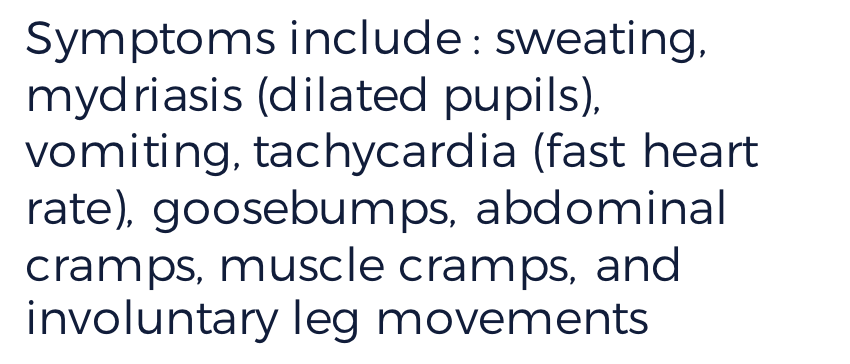 Symptoms include : sweating,
mydriasis (dilated pupils),
vomiting, tachycardia (fast heart
rate), goosebumps, abdominal
cramps, muscle cramps, and
involuntary leg movements